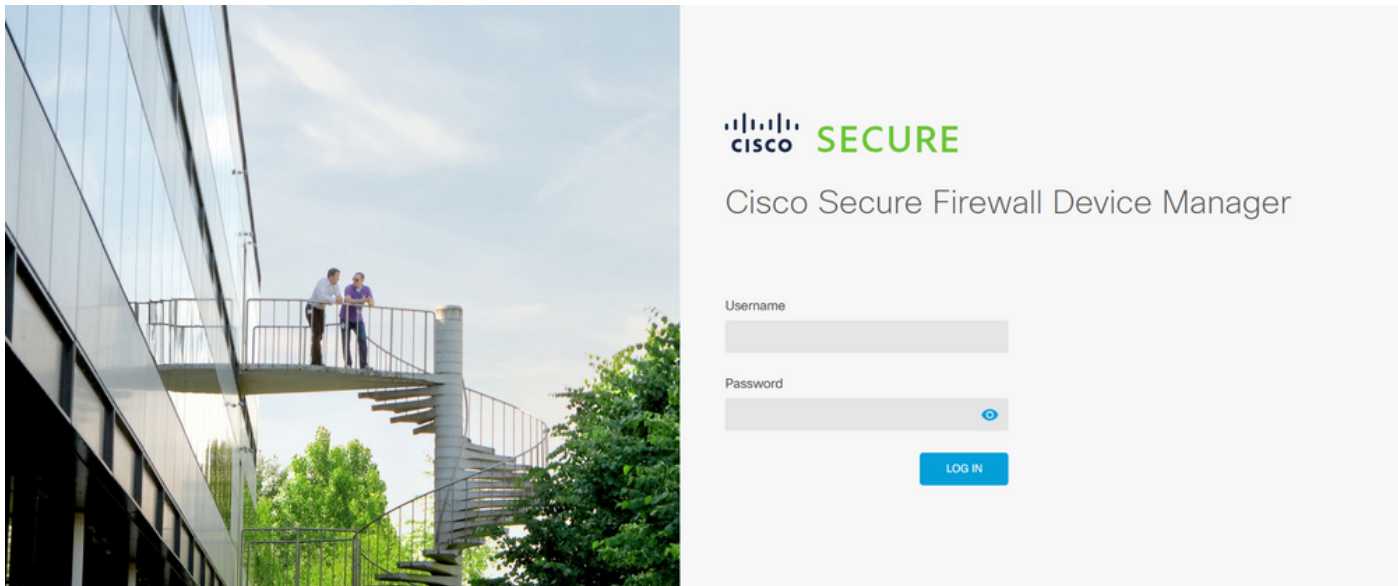 CISCO SECURE
Cisco Secure Firewall Device Manager
Username
Password
LOG IN